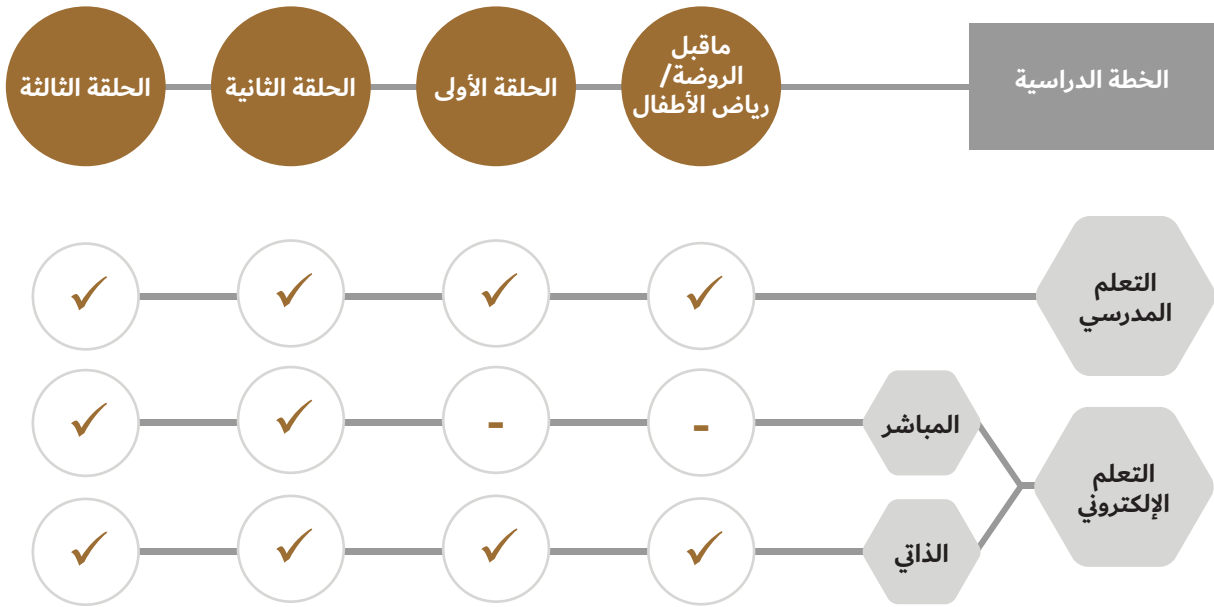 الخطة الدراسية
ماقبل
الروضة/
رياض الأطفال
الحلقة الأولى
الحلقة الثانية
الحلقة الثالثة
التعلم
المدرسي
✓
✓
✓
✓
التعلم
الإلكتروني
المباشر
-
-
✓
✓
الذاتي
✓
✓
✓
✓